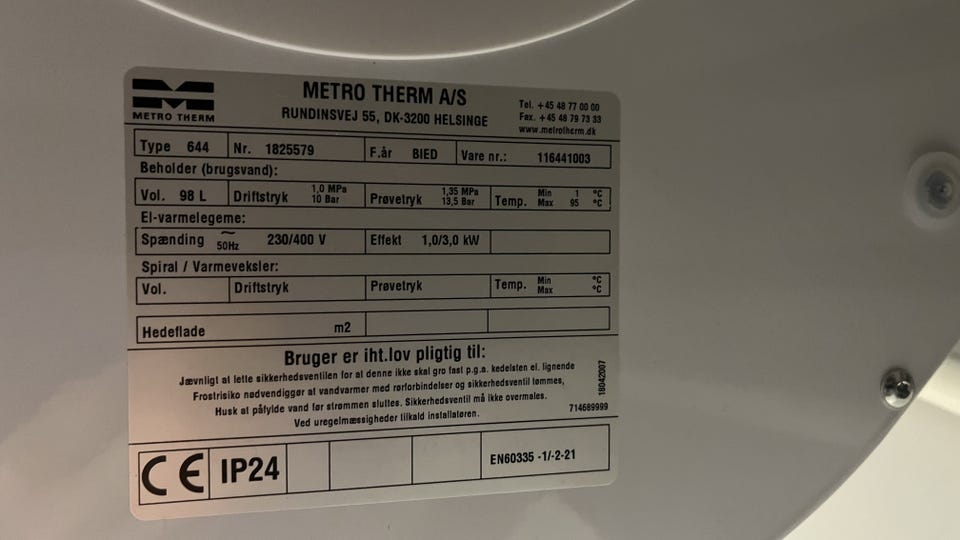 METRO THERM
METRO THERM A/S
RUNDINSVEJ 55, DK-3200 HELSINGE
Tel. +45 48 77 00 00
Fax. +45 48 79 73 33
www.metrotherm.dk
Type 644 Nr. 1825579 F.år BIED Vare nr.: 116441003
Beholder (brugsvand):
Vol. 98 L Driftstryk 1,0 MPa 10 Bar Prøvetryk 1,35 MPa 13,5 Bar Temp. Min 1 °C Max 95 °C
El-varmelegeme:
Spænding ~ 50Hz 230/400 V Effekt 1,0/3,0 kW
Spiral / Varmeveksler:
Vol. Driftstryk Prøvetryk Temp. Min °C Max °C
Hedeflade m2
Bruger er iht.lov pligtig til:
Jævnligt at lette sikkerhedsventilen for at denne ikke skal gro fast p.g.a. kedelsten el. lignende
Frostrisiko nødvendiggør at vandvarmer med rørforbindelser og sikkerhedsventil tømmes,
Husk at påfylde vand før strømmen sluttes. Sikkerhedsventil må ikke overmales.
Ved uregelmæssigheder tilkald installatøren.
18042007
714689999
CE IP24 EN60335 -1/-2-21